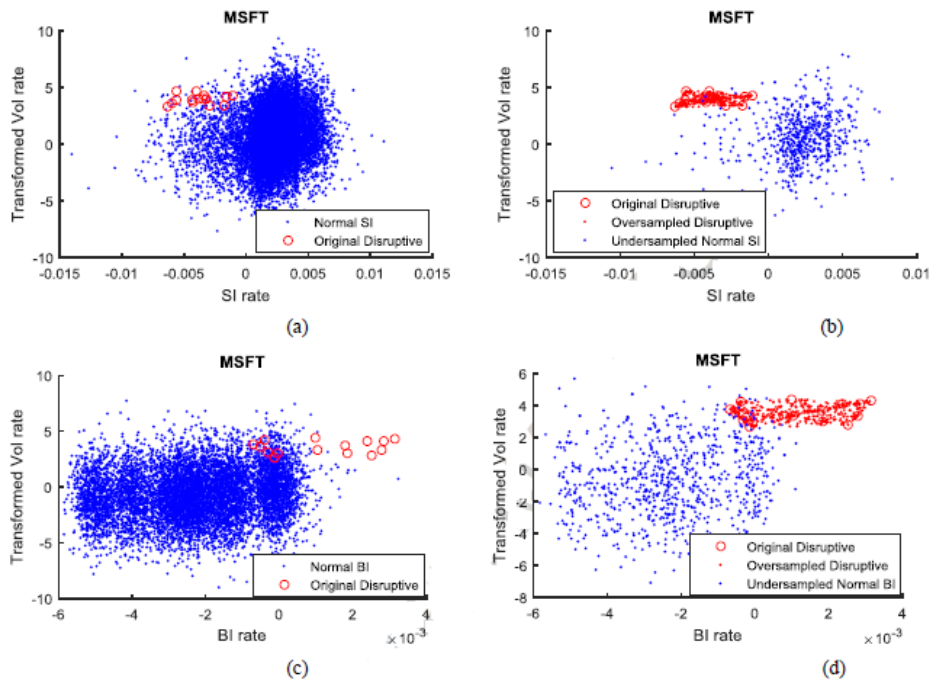 MSFT
Transformed Vol rate
10
5
0
-5
-10
-0.015
-0.01
-0.005
0
0.005
0.01
0.015
Normal SI
Original Disruptive
SI rate
(a)
MSFT
Transformed Vol rate
10
5
0
-5
-10
-0.015
-0.01
-0.005
0
0.005
0.01
Original Disruptive
Oversampled Disruptive
Undersampled Normal SI
SI rate
(b)
MSFT
Transformed Vol rate
10
5
0
-5
-10
-6
-4
-2
0
2
4
Normal BI
Original Disruptive
BI rate
×10⁻³
(c)
MSFT
Transformed Vol rate
6
4
2
0
-2
-4
-6
-8
-6
-4
-2
0
2
4
Original Disruptive
Oversampled Disruptive
Undersampled Normal BI
BI rate
×10⁻³
(d)